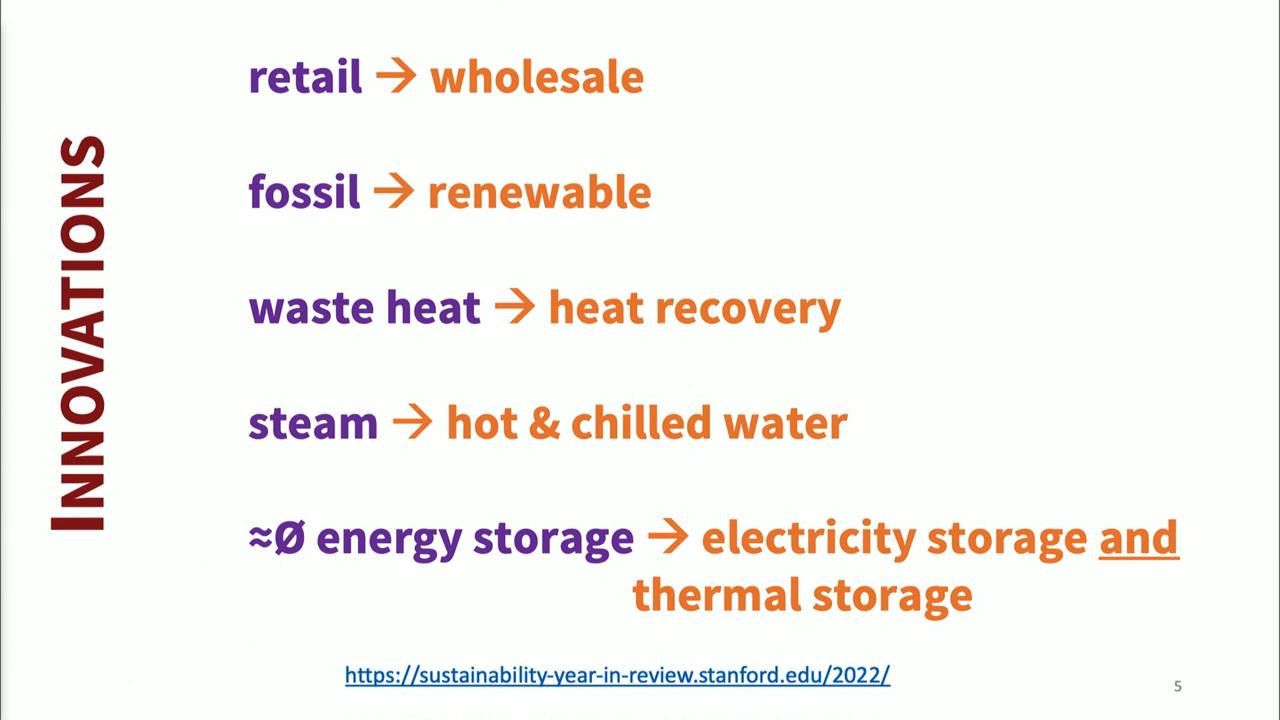 INNOVATIONS
retail → wholesale
fossil → renewable
waste heat → heat recovery
steam → hot & chilled water
≈Ø energy storage → electricity storage and
thermal storage
https://sustainability-year-in-review.stanford.edu/2022/
5